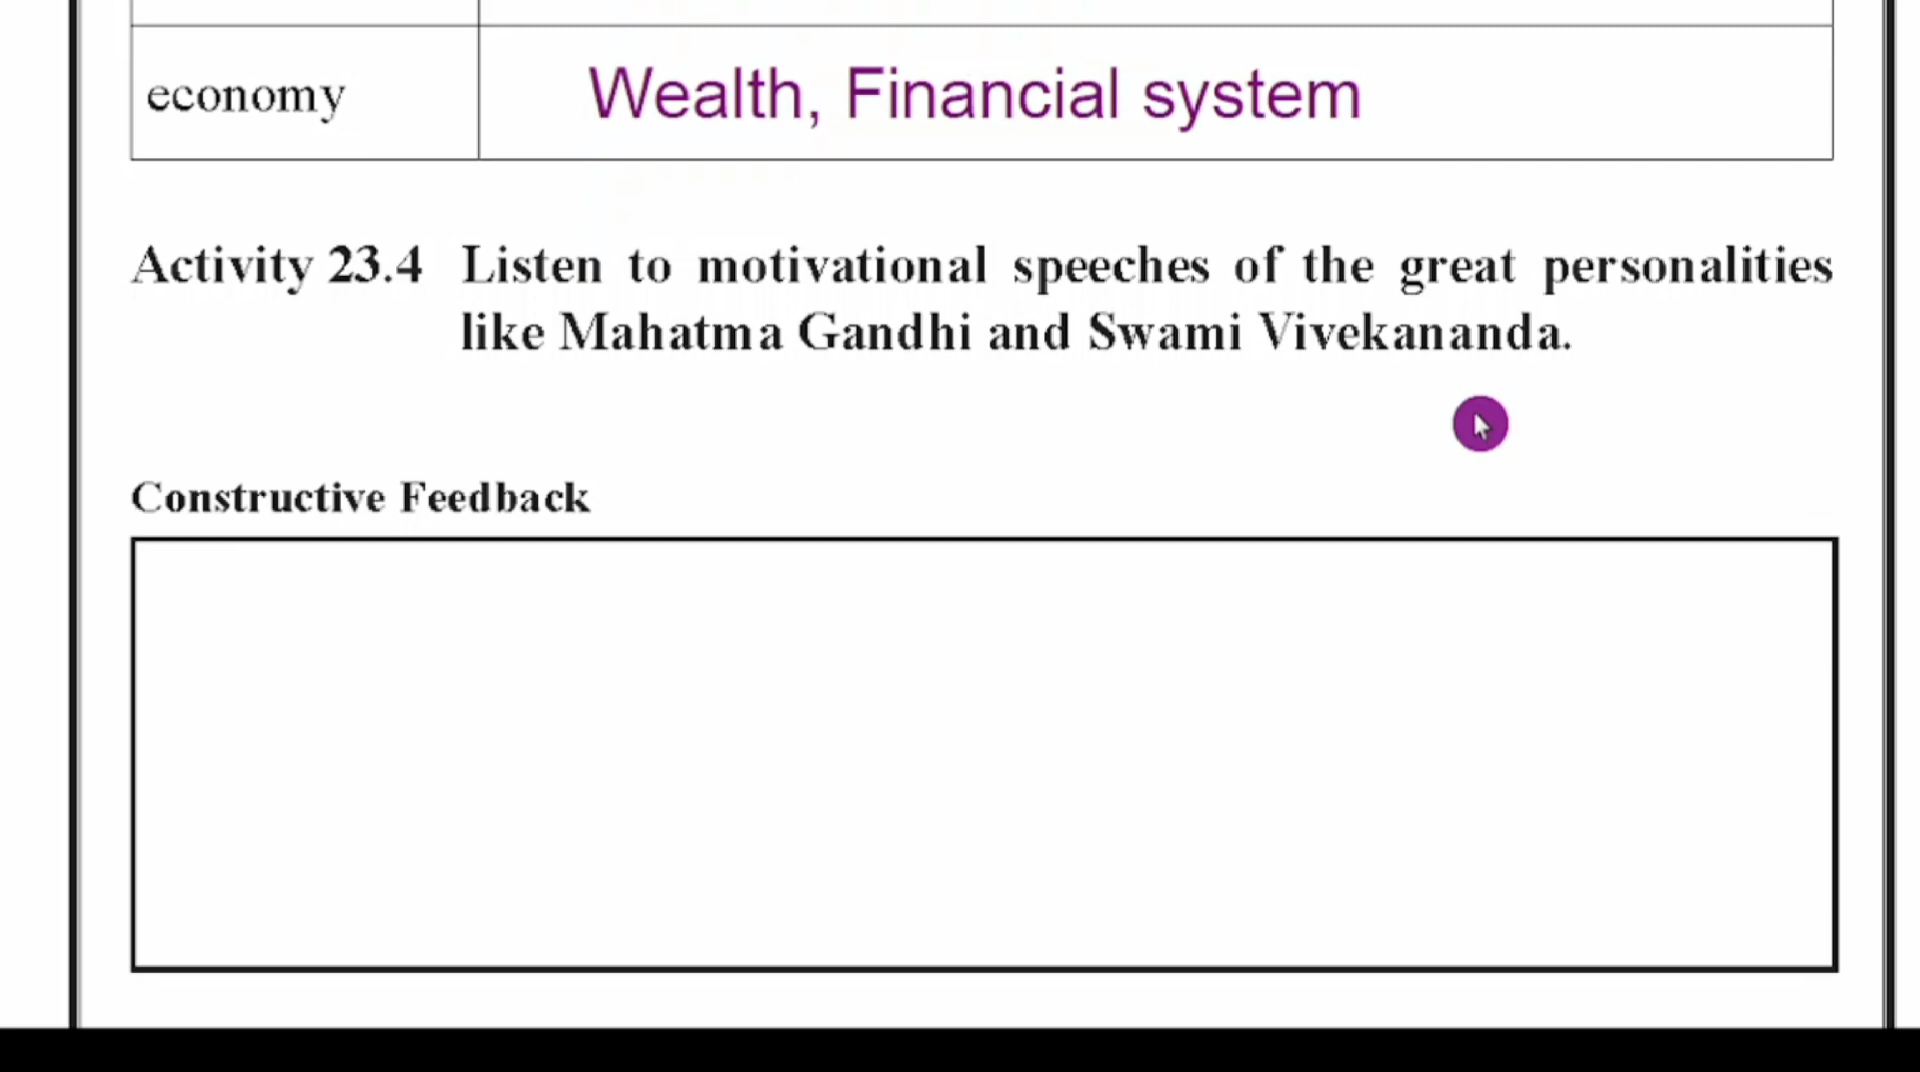 economy Wealth, Financial system
Activity 23.4 Listen to motivational speeches of the great personalities
like Mahatma Gandhi and Swami Vivekananda.
Constructive Feedback